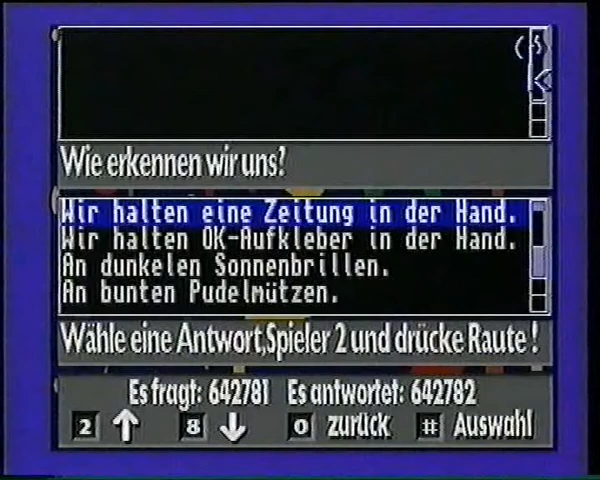 Wie erkennen wir uns?
Wir halten eine Zeitung in der Hand.
Wir halten OK-Aufkleber in der Hand.
An dunkelen Sonnenbrillen.
An bunten Pudelmützen.
Wähle eine Antwort,Spieler 2 und drücke Raute !
Es fragt: 642781 Es antwortet: 642782
2 ↑ 8 ↓ 0 zurück # Auswahl